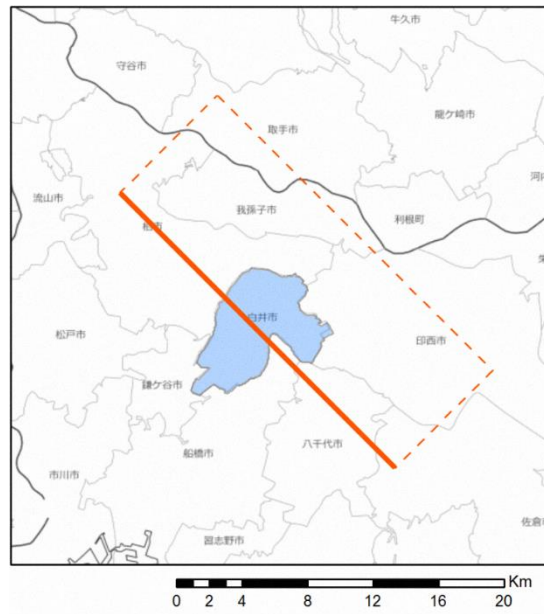 牛久市
守谷市
取手市
龍ケ崎市
河内
流山市
我孫子市
利根町
柏市
栄
白井市
松戸市
印西市
鎌ケ谷市
八千代市
船橋市
市川市
習志野市
佐倉市
Km
0 2 4 8 12 16 20